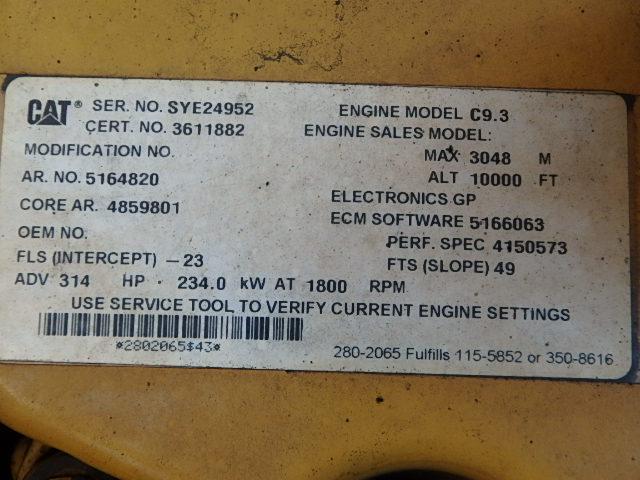 CAT® SER. NO. SYE24952 ENGINE MODEL C9.3
CERT. NO. 3611882 ENGINE SALES MODEL:
MODIFICATION NO. MAX 3048 M
AR. NO. 5164820 ALT 10000 FT
CORE AR. 4859801 ELECTRONICS GP
OEM NO. ECM SOFTWARE 5166063
PERF. SPEC 4150573
FLS (INTERCEPT) -23 FTS (SLOPE) 49
ADV 314 HP 234.0 kW AT 1800 RPM
USE SERVICE TOOL TO VERIFY CURRENT ENGINE SETTINGS
*2802065$43* 280-2065 Fulfills 115-5852 or 350-8616